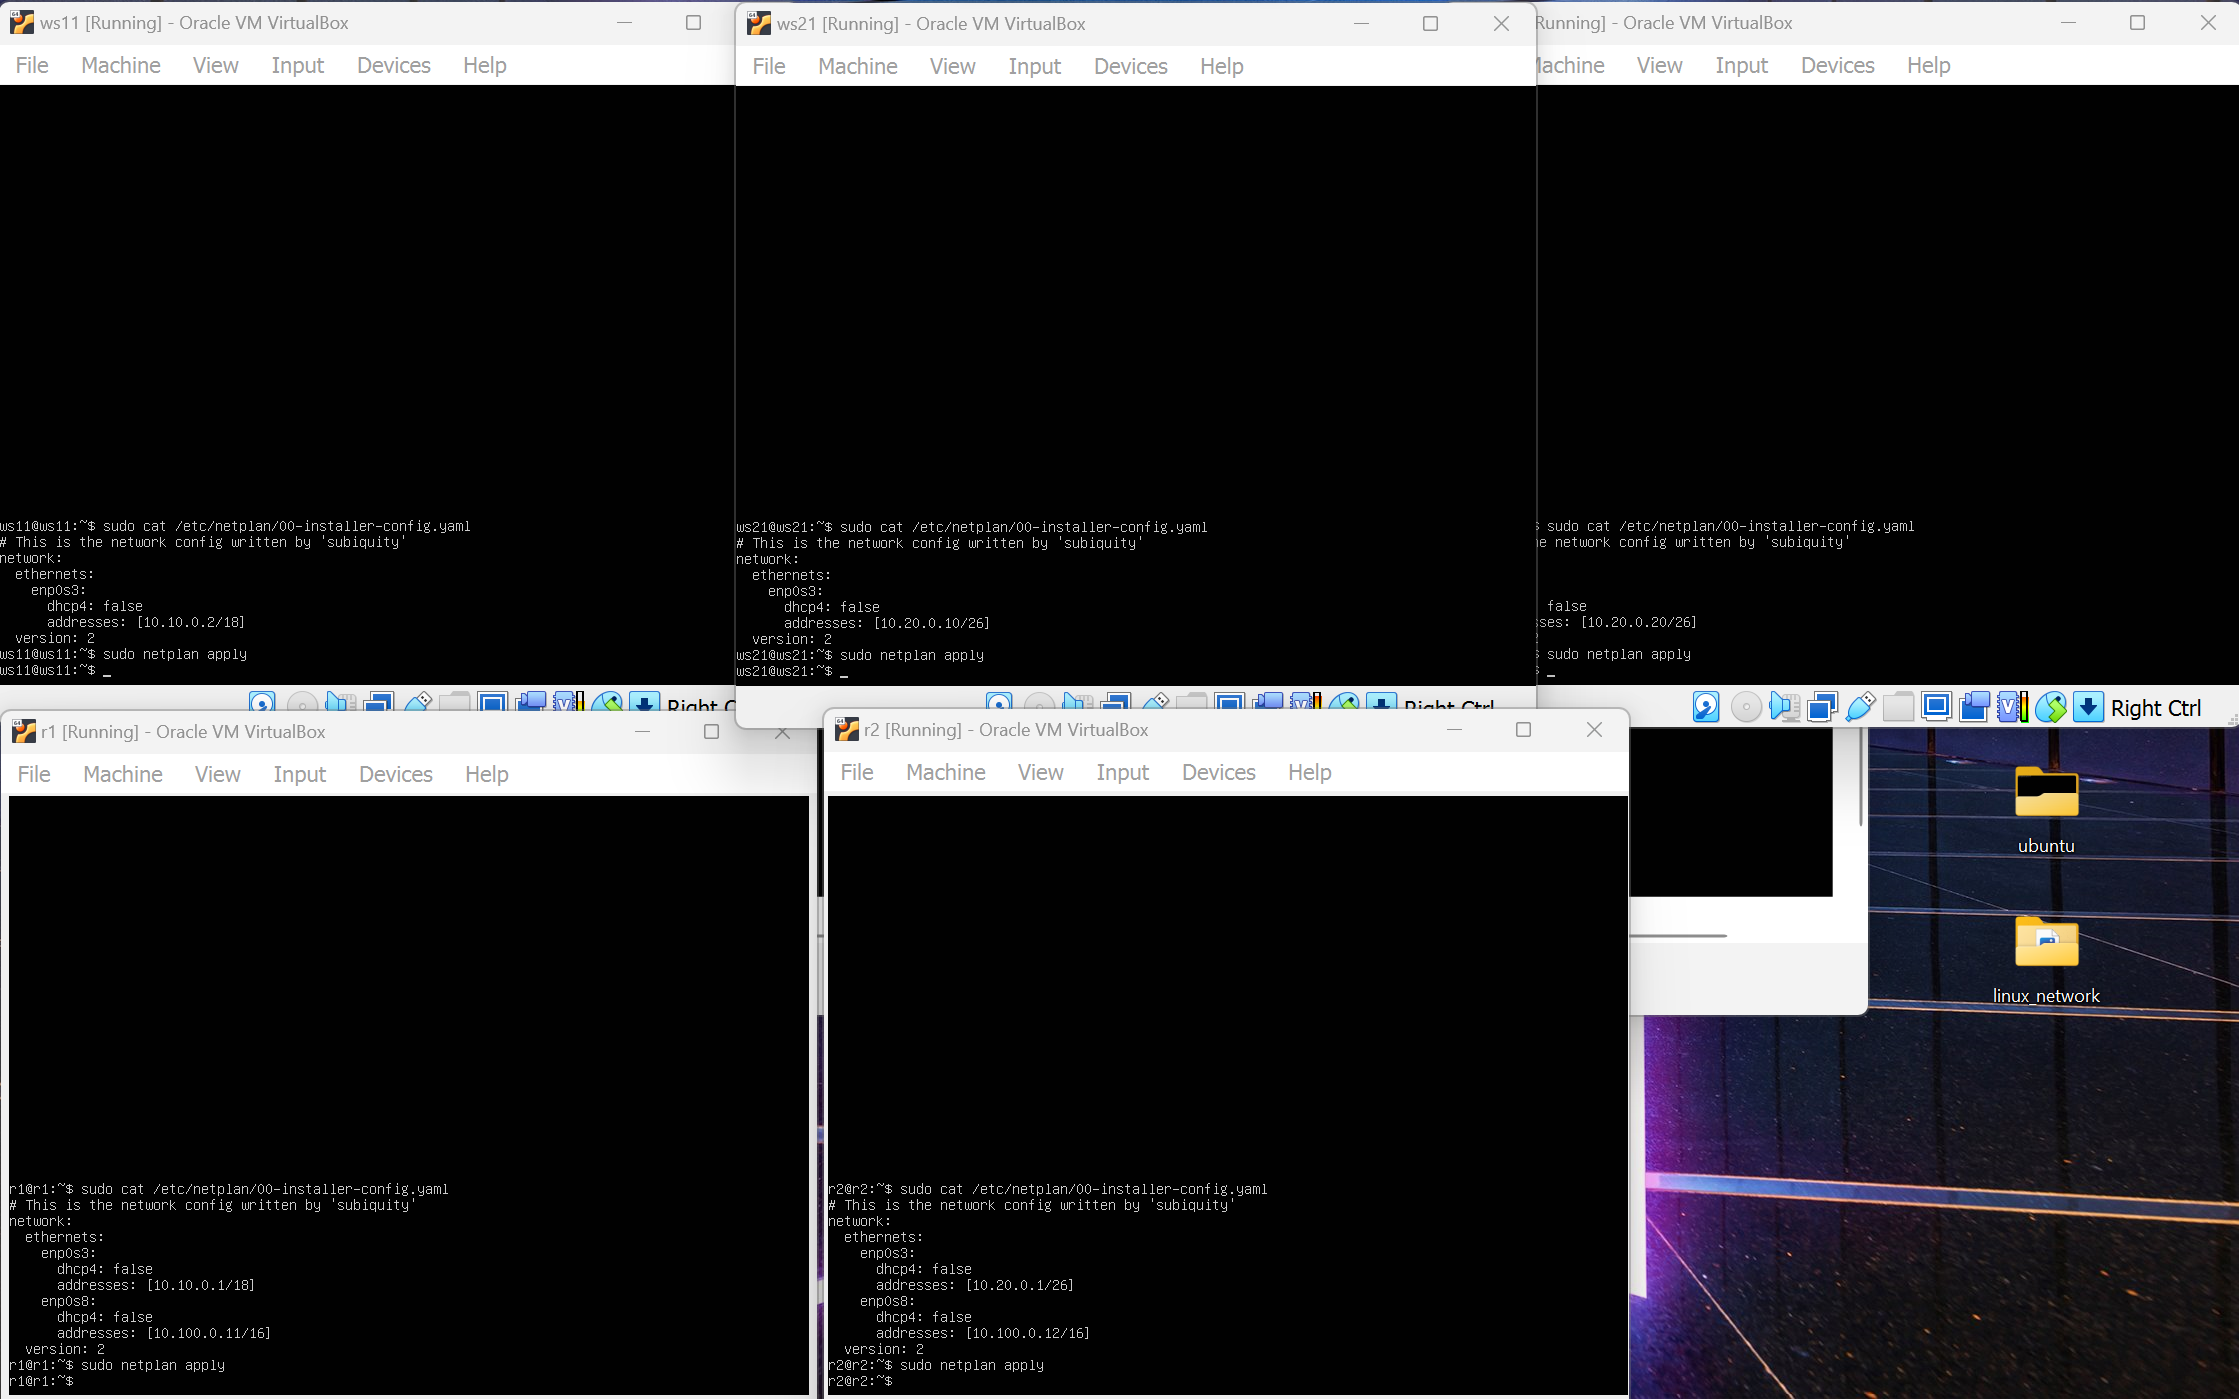 ws11 [Running] - Oracle VM VirtualBox
File Machine View Input Devices Help
ws11@ws11:~$ sudo cat /etc/netplan/00-installer-config.yaml
# This is the network config written by 'subiquity'
network:
  ethernets:
    enp0s3:
      dhcp4: false
      addresses: [10.10.0.2/18]
  version: 2
ws11@ws11:~$ sudo netplan apply
ws11@ws11:~$ _
Right Ctrl
ws21 [Running] - Oracle VM VirtualBox
File Machine View Input Devices Help
ws21@ws21:~$ sudo cat /etc/netplan/00-installer-config.yaml
# This is the network config written by 'subiquity'
network:
  ethernets:
    enp0s3:
      dhcp4: false
      addresses: [10.20.0.10/26]
  version: 2
ws21@ws21:~$ sudo netplan apply
ws21@ws21:~$ _
Right Ctrl
Running] - Oracle VM VirtualBox
achine View Input Devices Help
$ sudo cat /etc/netplan/00-installer-config.yaml
e network config written by 'subiquity'
false
ses: [10.20.0.20/26]
$ sudo netplan apply
$ _
Right Ctrl
r1 [Running] - Oracle VM VirtualBox
File Machine View Input Devices Help
r1@r1:~$ sudo cat /etc/netplan/00-installer-config.yaml
# This is the network config written by 'subiquity'
network:
  ethernets:
    enp0s3:
      dhcp4: false
      addresses: [10.10.0.1/18]
    enp0s8:
      dhcp4: false
      addresses: [10.100.0.11/16]
  version: 2
r1@r1:~$ sudo netplan apply
r1@r1:~$
r2 [Running] - Oracle VM VirtualBox
File Machine View Input Devices Help
r2@r2:~$ sudo cat /etc/netplan/00-installer-config.yaml
# This is the network config written by 'subiquity'
network:
  ethernets:
    enp0s3:
      dhcp4: false
      addresses: [10.20.0.1/26]
    enp0s8:
      dhcp4: false
      addresses: [10.100.0.12/16]
  version: 2
r2@r2:~$ sudo netplan apply
r2@r2:~$
ubuntu
linux_network